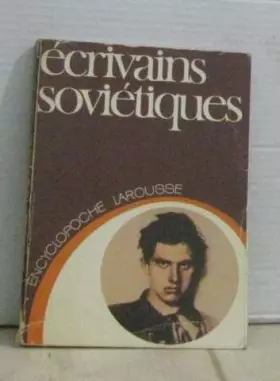 écrivains
soviétiques
ENCYCLOPOCHE LAROUSSE